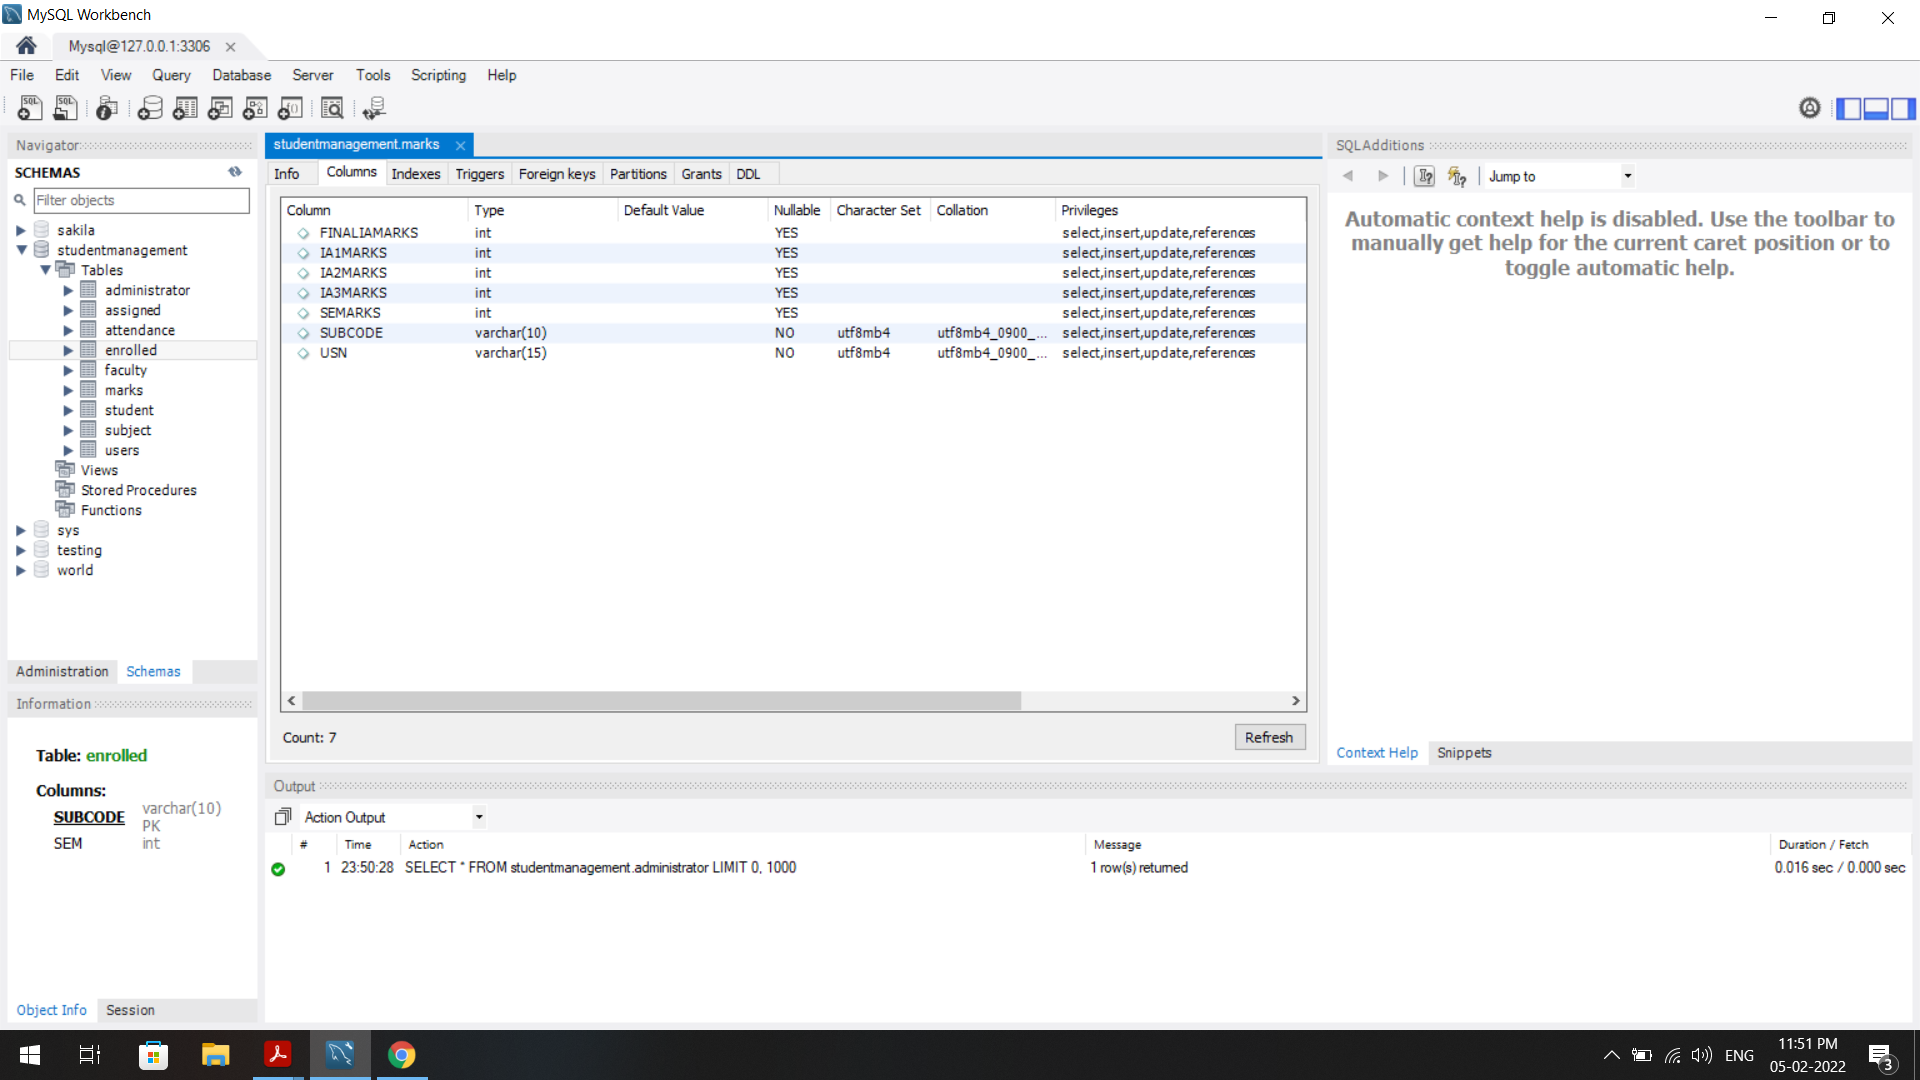 MySQL Workbench
Mysql@127.0.0.1:3306
File Edit View Query Database Server Tools Scripting Help
Navigator
SCHEMAS
Filter objects
sakila
studentmanagement
Tables
administrator
assigned
attendance
enrolled
faculty
marks
student
subject
users
Views
Stored Procedures
Functions
sys
testing
world
Administration Schemas
Information
Table: enrolled
Columns:
SUBCODE varchar(10)
PK
SEM int
Object Info Session
studentmanagement.marks
Info Columns Indexes Triggers Foreign keys Partitions Grants DDL
Column Type Default Value Nullable Character Set Collation Privileges
FINALIAMARKS int YES select,insert,update,references
IA1MARKS int YES select,insert,update,references
IA2MARKS int YES select,insert,update,references
IA3MARKS int YES select,insert,update,references
SEMARKS int YES select,insert,update,references
SUBCODE varchar(10) NO utf8mb4 utf8mb4_0900_... select,insert,update,references
USN varchar(15) NO utf8mb4 utf8mb4_0900_... select,insert,update,references
Count: 7
Refresh
SQLAdditions
Jump to
Automatic context help is disabled. Use the toolbar to
manually get help for the current caret position or to
toggle automatic help.
Context Help Snippets
Output
Action Output
# Time Action Message Duration / Fetch
1 23:50:28 SELECT * FROM studentmanagement.administrator LIMIT 0, 1000 1 row(s) returned 0.016 sec / 0.000 sec
ENG
11:51 PM
05-02-2022
3